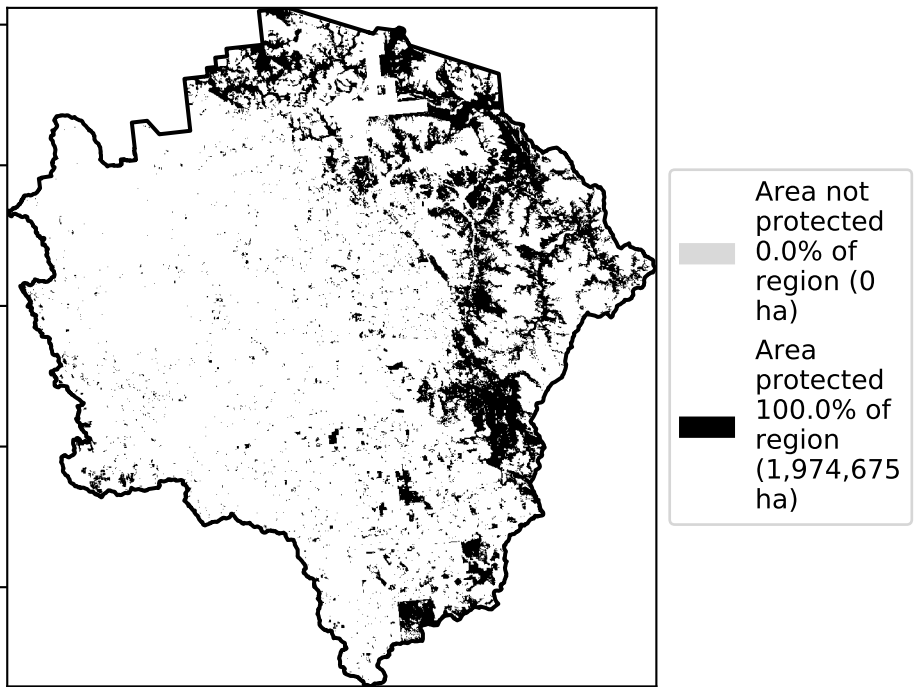 Area not
protected
0.0% of
region (0
ha)
Area
protected
100.0% of
region
(1,974,675
ha)